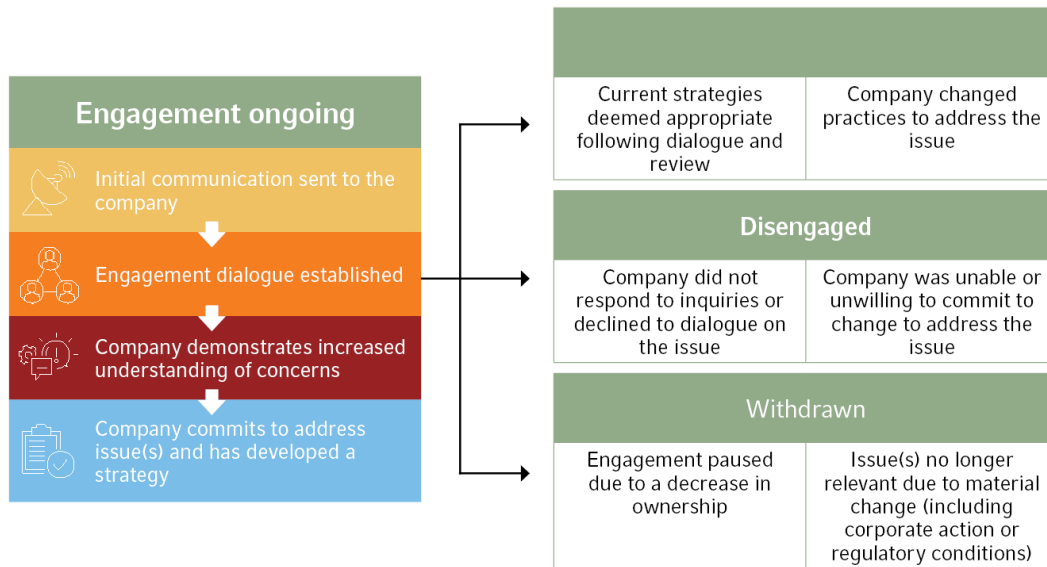 Engagement ongoing
Initial communication sent to the
company
Engagement dialogue established
Company demonstrates increased
understanding of concerns
Company commits to address
issue(s) and has developed a
strategy
Current strategies
deemed appropriate
following dialogue and
review
Company changed
practices to address the
issue
Disengaged
Company did not
respond to inquiries or
declined to dialogue on
the issue
Company was unable or
unwilling to commit to
change to address the
issue
Withdrawn
Engagement paused
due to a decrease in
ownership
Issue(s) no longer
relevant due to material
change (including
corporate action or
regulatory conditions)